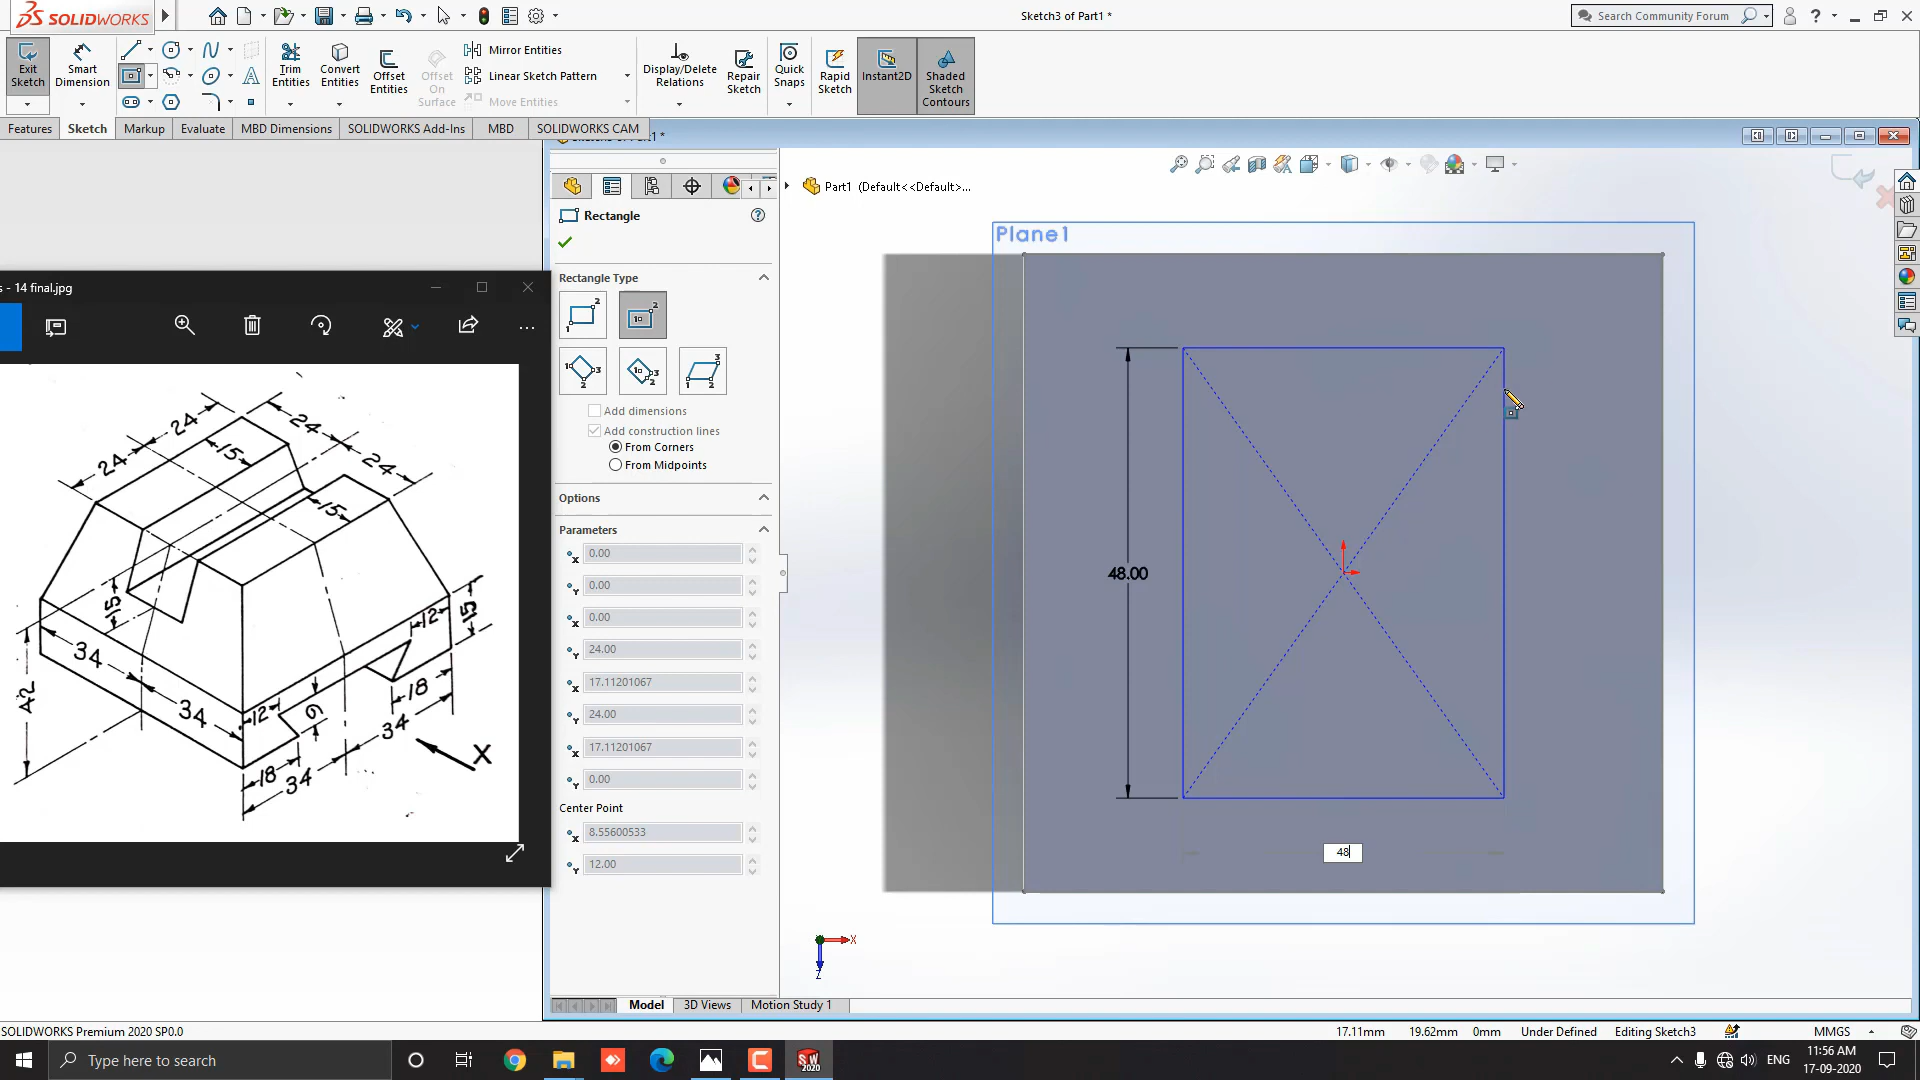 SOLIDWORKS
Sketch3 of Part1 *
Search Community Forum
Exit Sketch
Smart Dimension
Trim Entities
Convert Entities
Offset Entities
Offset On Surface
Mirror Entities
Linear Sketch Pattern
Move Entities
Display/Delete Relations
Repair Sketch
Quick Snaps
Rapid Sketch
Instant2D
Shaded Sketch Contours
Features
Sketch
Markup
Evaluate
MBD Dimensions
SOLIDWORKS Add-Ins
MBD
SOLIDWORKS CAM
Part1 (Default<<Default>...
Rectangle
Rectangle Type
Add dimensions
Add construction lines
From Corners
From Midpoints
Options
Parameters
0.00
0.00
0.00
24.00
17.11201067
24.00
17.11201067
0.00
Center Point
8.55600533
12.00
Plane1
48.00
48
X
Z
s - 14 final.jpg
24
24
15
24
15
15
12
15
34
42
34
12
9
18
34
18
34
X
Model
3D Views
Motion Study 1
SOLIDWORKS Premium 2020 SP0.0
17.11mm
19.62mm
0mm
Under Defined
Editing Sketch3
MMGS
Type here to search
SW
2020
ENG
11:56 AM
17-09-2020